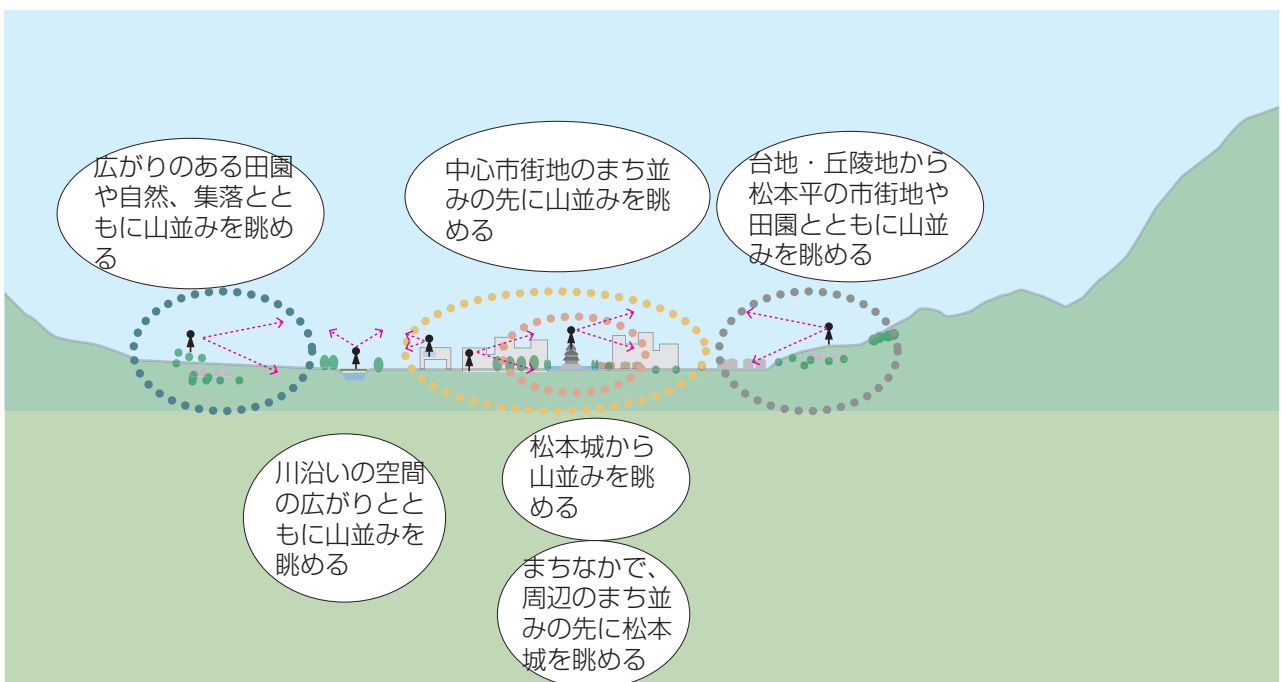 広がりのある田園
や自然、集落とと
もに山並みを眺め
る
中心市街地のまち並
みの先に山並みを眺
める
台地・丘陵地から
松本平の市街地や
田園とともに山並
みを眺める
川沿いの空間
の広がりとと
もに山並みを
眺める
松本城から
山並みを眺
める
まちなかで、
周辺のまち並
みの先に松本
城を眺める